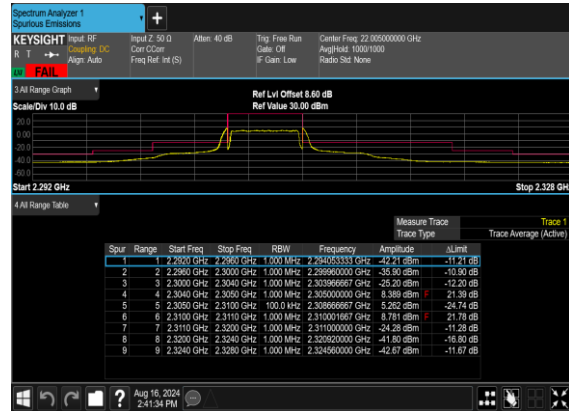 Spectrum Analyzer 1
Spurious Emissions
+
KEYSIGHT Input: RF Input Z: 50 Ω Atten: 40 dB Trig: Free Run Center Freq: 22.005000000 GHz
R T Coupling: DC Corr CCorr Gate: Off Avg|Hold: 1000/1000
Align: Auto Freq Ref: Int (S) IF Gain: Low Radio Std: None
LW FAIL
3 All Range Graph
Ref Lvl Offset 8.60 dB
Scale/Div 10.0 dB Ref Value 30.00 dBm
20.0
0.00
-20.0
-40.0
-60.0
Start 2.292 GHz Stop 2.328 GHz
4 All Range Table
Measure Trace Trace 1
Trace Type Trace Average (Active)
Spur Range Start Freq Stop Freq RBW Frequency Amplitude ΔLimit
1 1 2.2920 GHz 2.2960 GHz 1.000 MHz 2.294053333 GHz -42.21 dBm -11.21 dB
2 2 2.2960 GHz 2.3000 GHz 1.000 MHz 2.299960000 GHz -35.90 dBm -10.90 dB
3 3 2.3000 GHz 2.3040 GHz 1.000 MHz 2.303966667 GHz -25.20 dBm -12.20 dB
4 4 2.3040 GHz 2.3050 GHz 1.000 MHz 2.305000000 GHz 8.389 dBm F 21.39 dB
5 5 2.3050 GHz 2.3100 GHz 100.0 kHz 2.308666667 GHz 5.262 dBm -24.74 dB
6 6 2.3100 GHz 2.3110 GHz 1.000 MHz 2.310001667 GHz 8.781 dBm F 21.78 dB
7 7 2.3110 GHz 2.3200 GHz 1.000 MHz 2.311000000 GHz -24.28 dBm -11.28 dB
8 8 2.3200 GHz 2.3240 GHz 1.000 MHz 2.320920000 GHz -41.80 dBm -16.80 dB
9 9 2.3240 GHz 2.3280 GHz 1.000 MHz 2.324560000 GHz -42.67 dBm -11.67 dB
? Aug 16, 2024
2:41:34 PM